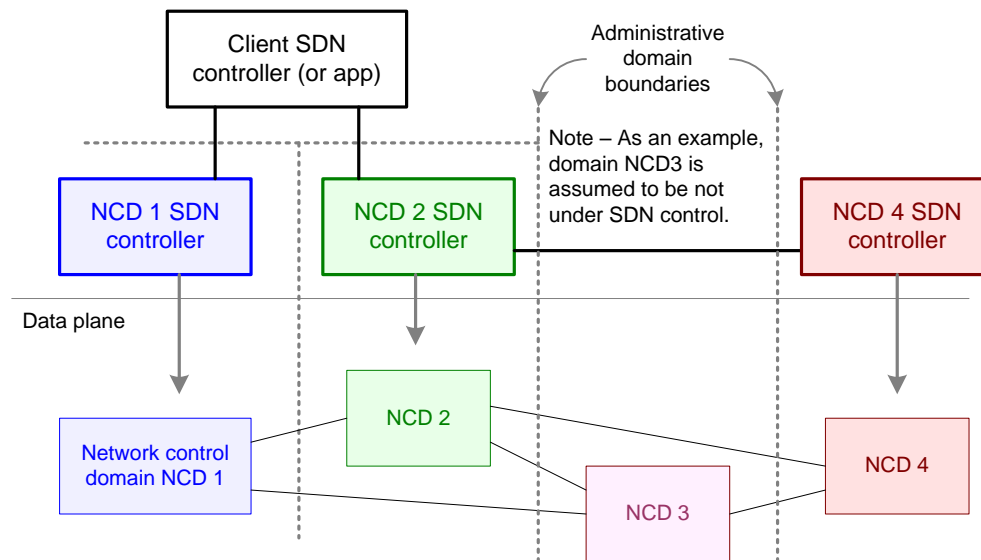 Client SDN
controller (or app)
Administrative
domain
boundaries
Note – As an example,
domain NCD3 is
assumed to be not
under SDN control.
NCD 1 SDN
controller
NCD 2 SDN
controller
NCD 4 SDN
controller
Data plane
Network control
domain NCD 1
NCD 2
NCD 3
NCD 4